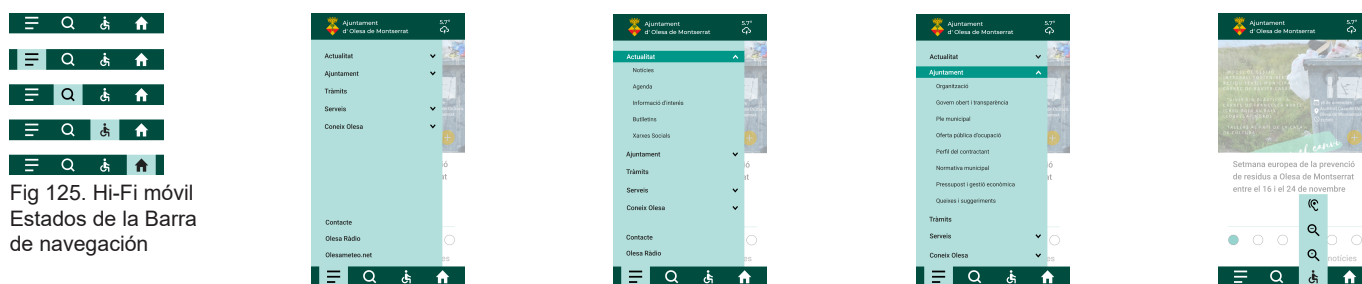 Fig 125. Hi-Fi móvil
Estados de la Barra
de navegación
Ajuntament
d' Olesa de Montserrat
5.7°
Actualitat
Ajuntament
Tràmits
Serveis
Coneix Olesa
Contacte
Olesa Ràdio
Olesameteo.net
Ajuntament
d' Olesa de Montserrat
5.7°
Actualitat
Notícies
Agenda
Informació d'interès
Butlletins
Xarxes Socials
Ajuntament
Tràmits
Serveis
Coneix Olesa
Contacte
Olesa Ràdio
Ajuntament
d' Olesa de Montserrat
5.7°
Actualitat
Ajuntament
Organització
Govern obert i transparència
Ple municipal
Oferta pública d'ocupació
Perfil del contractant
Normativa municipal
Pressupost i gestió econòmica
Queixes i suggeriments
Tràmits
Serveis
Coneix Olesa
Ajuntament
d' Olesa de Montserrat
5.7°
Setmana europea de la prevenció
de residus a Olesa de Montserrat
entre el 16 i el 24 de novembre
notícies